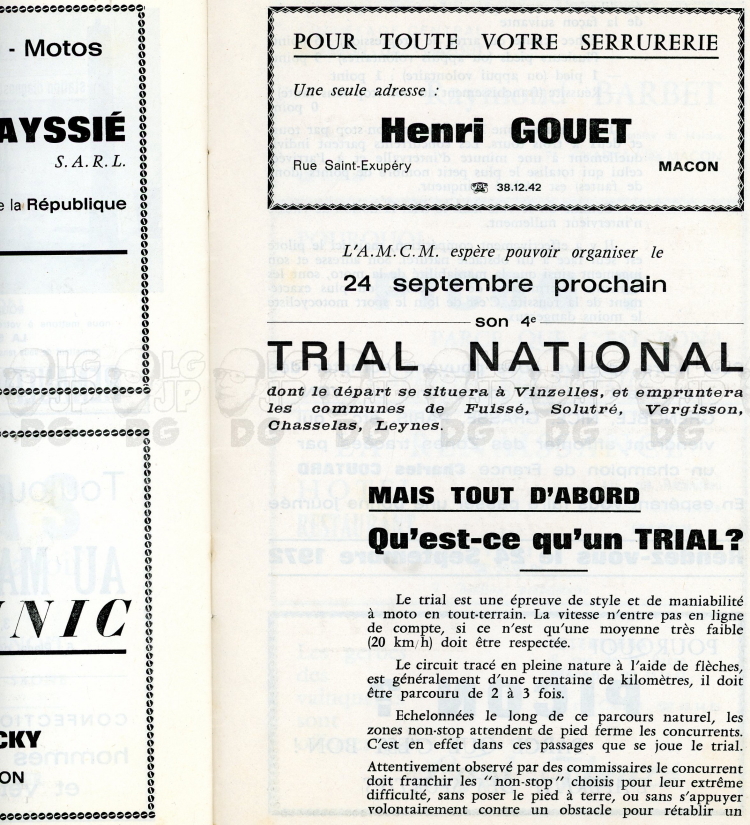 - Motos
AYSSIÉ
S.A.R.L.
e la République
NIC
CKY
ON
POUR TOUTE VOTRE SERRURERIE
Une seule adresse :
Henri GOUET
Rue Saint-Exupéry MACON
☎ 38.12.42
L'A.M.C.M. espère pouvoir organiser le
24 septembre prochain
son 4e
TRIAL NATIONAL
dont le départ se situera à Vinzelles, et empruntera
les communes de Fuissé, Solutré, Vergisson,
Chasselas, Leynes.
MAIS TOUT D'ABORD
Qu'est-ce qu'un TRIAL?
Le trial est une épreuve de style et de maniabilité
à moto en tout-terrain. La vitesse n'entre pas en ligne
de compte, si ce n'est qu'une moyenne très faible
(20 km/h) doit être respectée.
Le circuit tracé en pleine nature à l'aide de flèches,
est généralement d'une trentaine de kilomètres, il doit
être parcouru de 2 à 3 fois.
Echelonnées le long de ce parcours naturel, les
zones non-stop attendent de pied ferme les concurrents.
C'est en effet dans ces passages que se joue le trial.
Attentivement observé par des commissaires le concurrent
doit franchir les "non-stop" choisis pour leur extrême
difficulté, sans poser le pied à terre, ou sans s'appuyer
volontairement contre un obstacle pour rétablir un